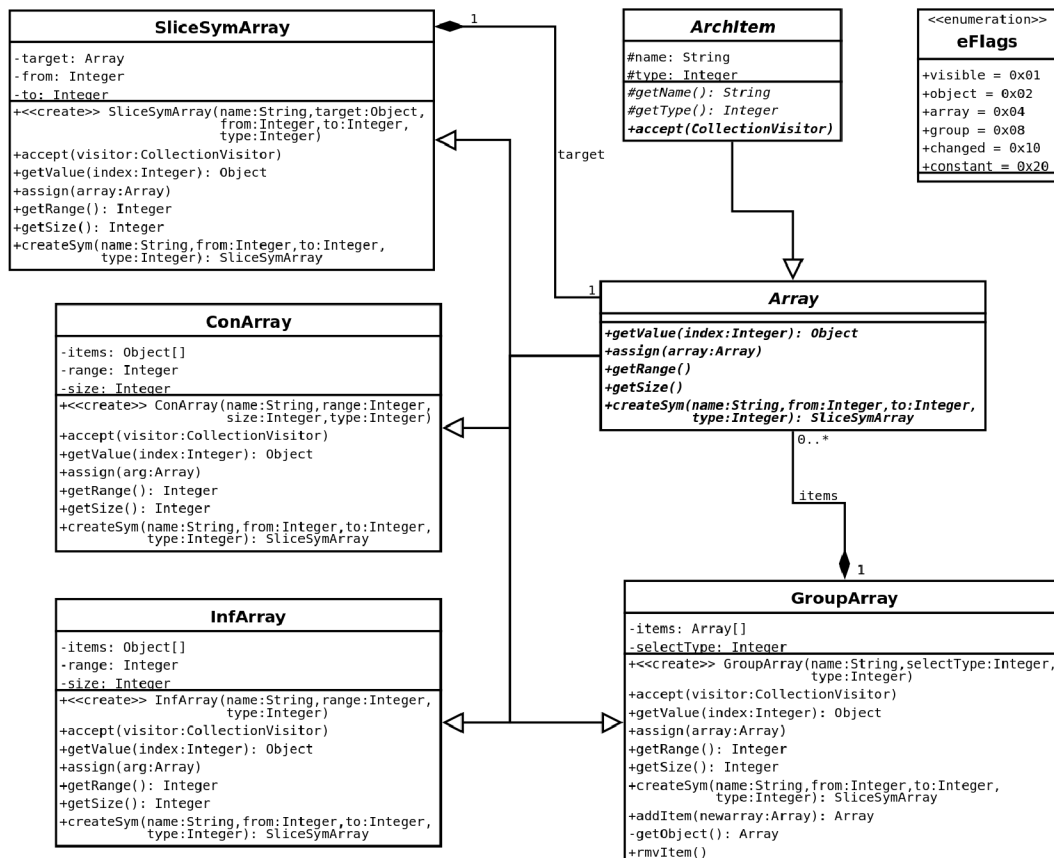 SliceSymArray
-target: Array
-from: Integer
-to: Integer
+<<create>> SliceSymArray(name:String,target:Object,
from:Integer,to:Integer,
type:Integer)
+accept(visitor:CollectionVisitor)
+getValue(index:Integer): Object
+assign(array:Array)
+getRange(): Integer
+getSize(): Integer
+createSym(name:String,from:Integer,to:Integer,
type:Integer): SliceSymArray
1
target
1
ArchItem
#name: String
#type: Integer
#getName(): String
#getType(): Integer
+accept(CollectionVisitor)
<<enumeration>>
eFlags
+visible = 0x01
+object = 0x02
+array = 0x04
+group = 0x08
+changed = 0x10
+constant = 0x20
Array
+getValue(index:Integer): Object
+assign(array:Array)
+getRange()
+getSize()
+createSym(name:String,from:Integer,to:Integer,
type:Integer): SliceSymArray
0..*
items
1
ConArray
-items: Object[]
-range: Integer
-size: Integer
+<<create>> ConArray(name:String,range:Integer,
size:Integer,type:Integer)
+accept(visitor:CollectionVisitor)
+getValue(index:Integer): Object
+assign(arg:Array)
+getRange(): Integer
+getSize(): Integer
+createSym(name:String,from:Integer,to:Integer,
type:Integer): SliceSymArray
InfArray
-items: Object[]
-range: Integer
-size: Integer
+<<create>> InfArray(name:String,range:Integer,
type:Integer)
+accept(visitor:CollectionVisitor)
+getValue(index:Integer): Object
+assign(arg:Array)
+getRange(): Integer
+getSize(): Integer
+createSym(name:String,from:Integer,to:Integer,
type:Integer): SliceSymArray
GroupArray
-items: Array[]
-selectType: Integer
+<<create>> GroupArray(name:String,selectType:Integer,
type:Integer)
+accept(visitor:CollectionVisitor)
+getValue(index:Integer): Object
+assign(array:Array)
+getRange(): Integer
+getSize(): Integer
+createSym(name:String,from:Integer,to:Integer,
type:Integer): SliceSymArray
+addItem(newarray:Array): Array
-getObject(): Array
+rmvItem()